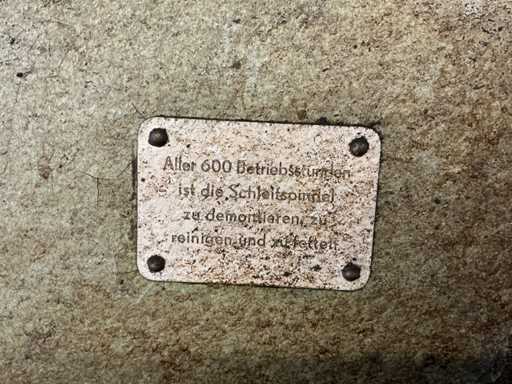 Aller 600 Betriebsstunden
ist die Schleifspindel
zu demontieren, zu
reinigen und zu fetten